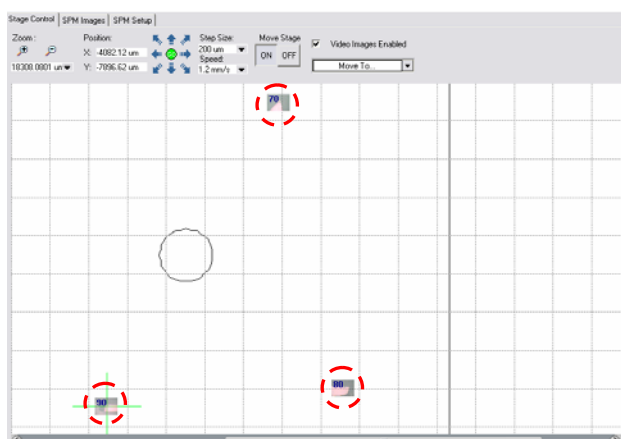 Stage Control SPM Images SPM Setup
Zoom: Position: Step Size: Move Stage
X: -4082.12 um 200 um ON OFF Video Images Enabled
Speed:
18308.0801 um Y: -7896.62 um 1.2 mm/s Move To...
70
80
90